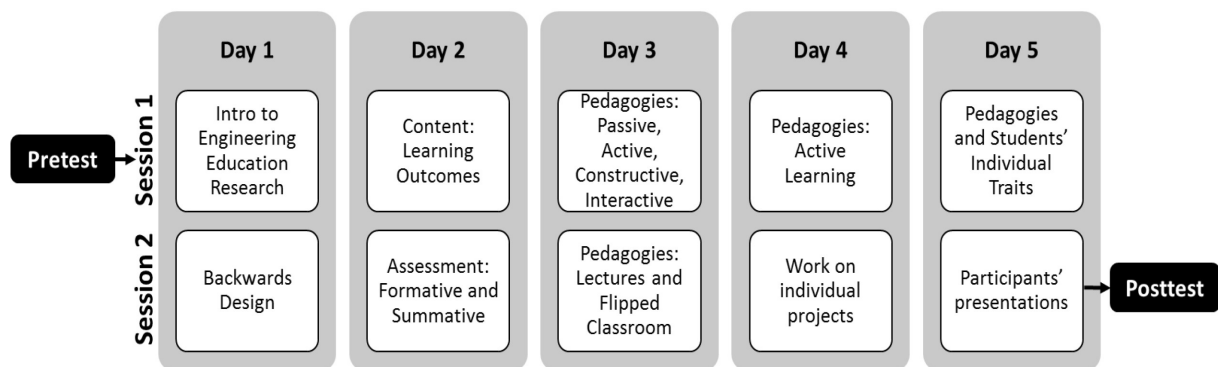 Day 1
Day 2
Day 3
Day 4
Day 5
Pretest
Session 1
Intro to
Engineering
Education
Research
Content:
Learning
Outcomes
Pedagogies:
Passive,
Active,
Constructive,
Interactive
Pedagogies:
Active
Learning
Pedagogies
and Students’
Individual
Traits
Session 2
Backwards
Design
Assessment:
Formative and
Summative
Pedagogies:
Lectures and
Flipped
Classroom
Work on
individual
projects
Participants’
presentations
Posttest